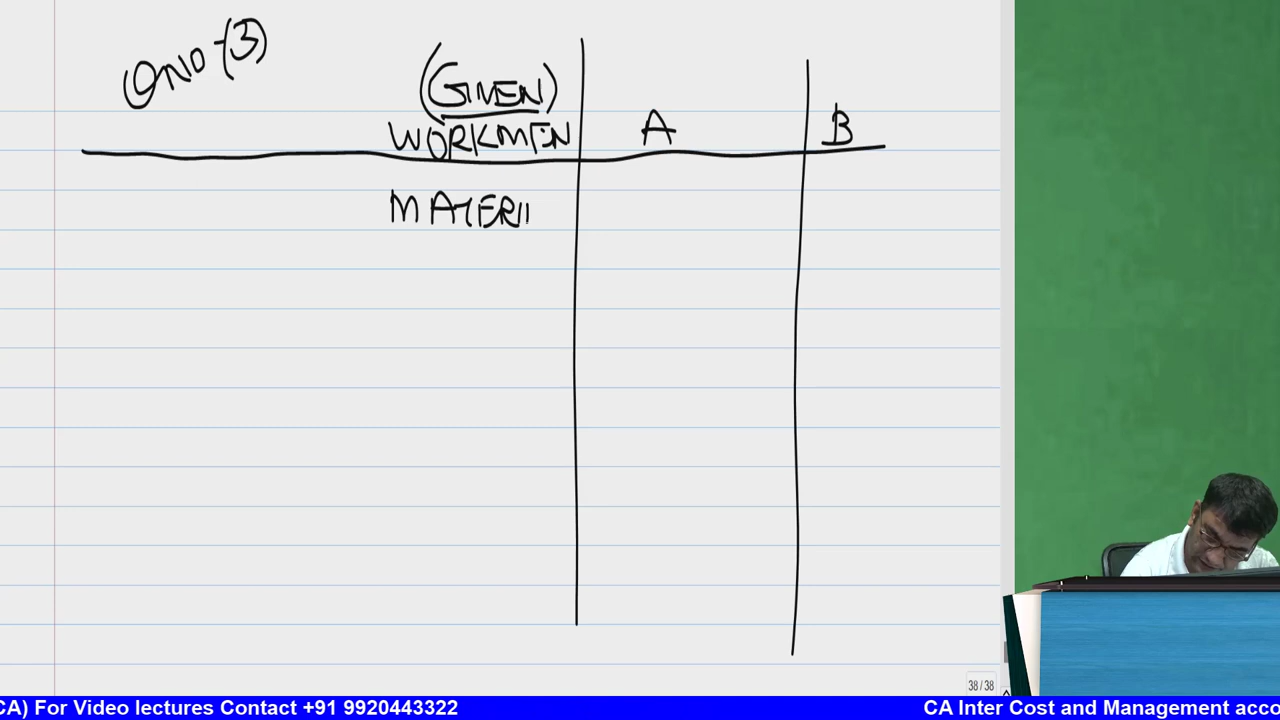 QNO-(3)
(GIVEN)
WORKMEN A B
MATERI
38/38
CA) For Video lectures Contact +91 9920443322 CA Inter Cost and Management acco